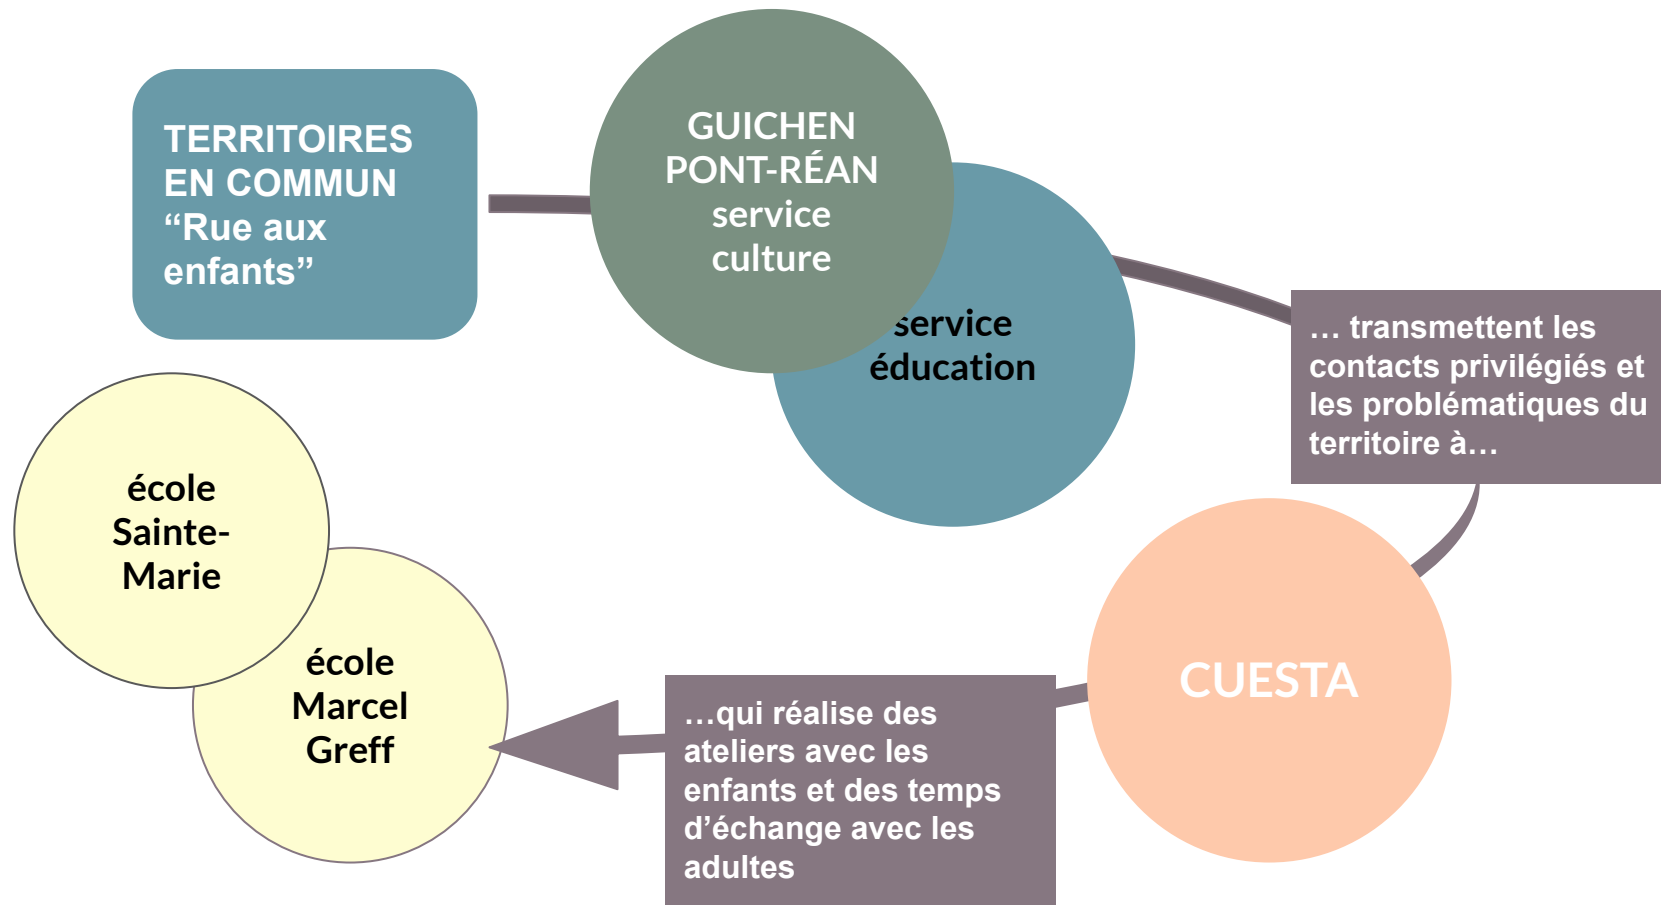 TERRITOIRES
EN COMMUN
“Rue aux
enfants”
GUICHEN
PONT-RÉAN
service
culture
service
éducation
… transmettent les
contacts privilégiés et
les problématiques du
territoire à…
CUESTA
…qui réalise des
ateliers avec les
enfants et des temps
d’échange avec les
adultes
école
Sainte-
Marie
école
Marcel
Greff